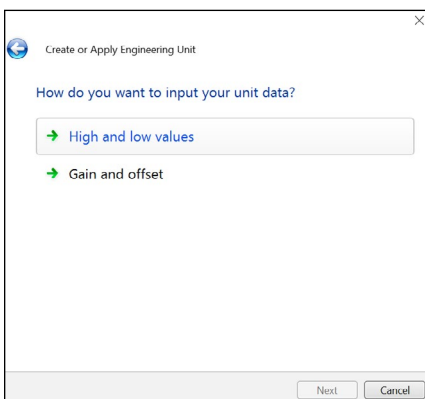 Create or Apply Engineering Unit
How do you want to input your unit data?
High and low values
Gain and offset
Next Cancel